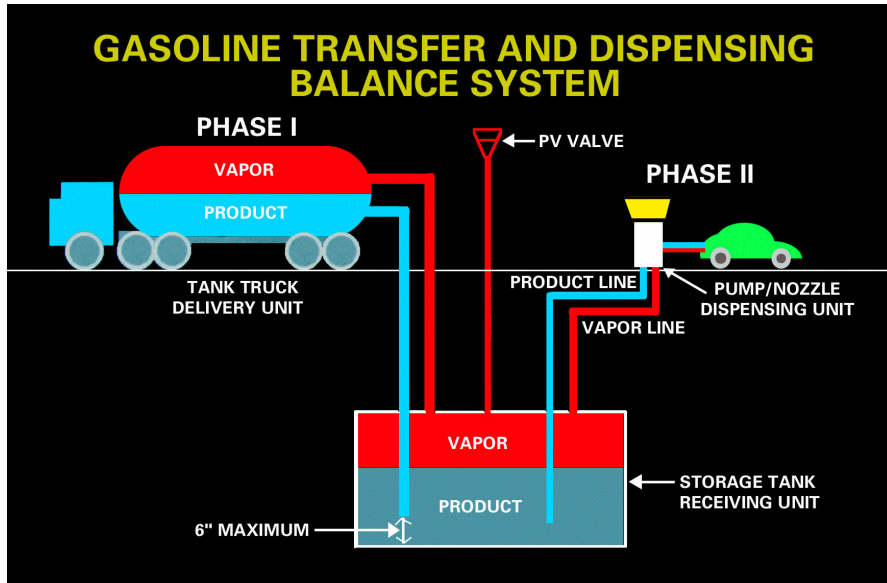 GASOLINE TRANSFER AND DISPENSING
BALANCE SYSTEM
PHASE I
VAPOR
PRODUCT
TANK TRUCK
DELIVERY UNIT
PV VALVE
PHASE II
PRODUCT LINE
VAPOR LINE
PUMP/NOZZLE
DISPENSING UNIT
VAPOR
PRODUCT
6" MAXIMUM
STORAGE TANK
RECEIVING UNIT